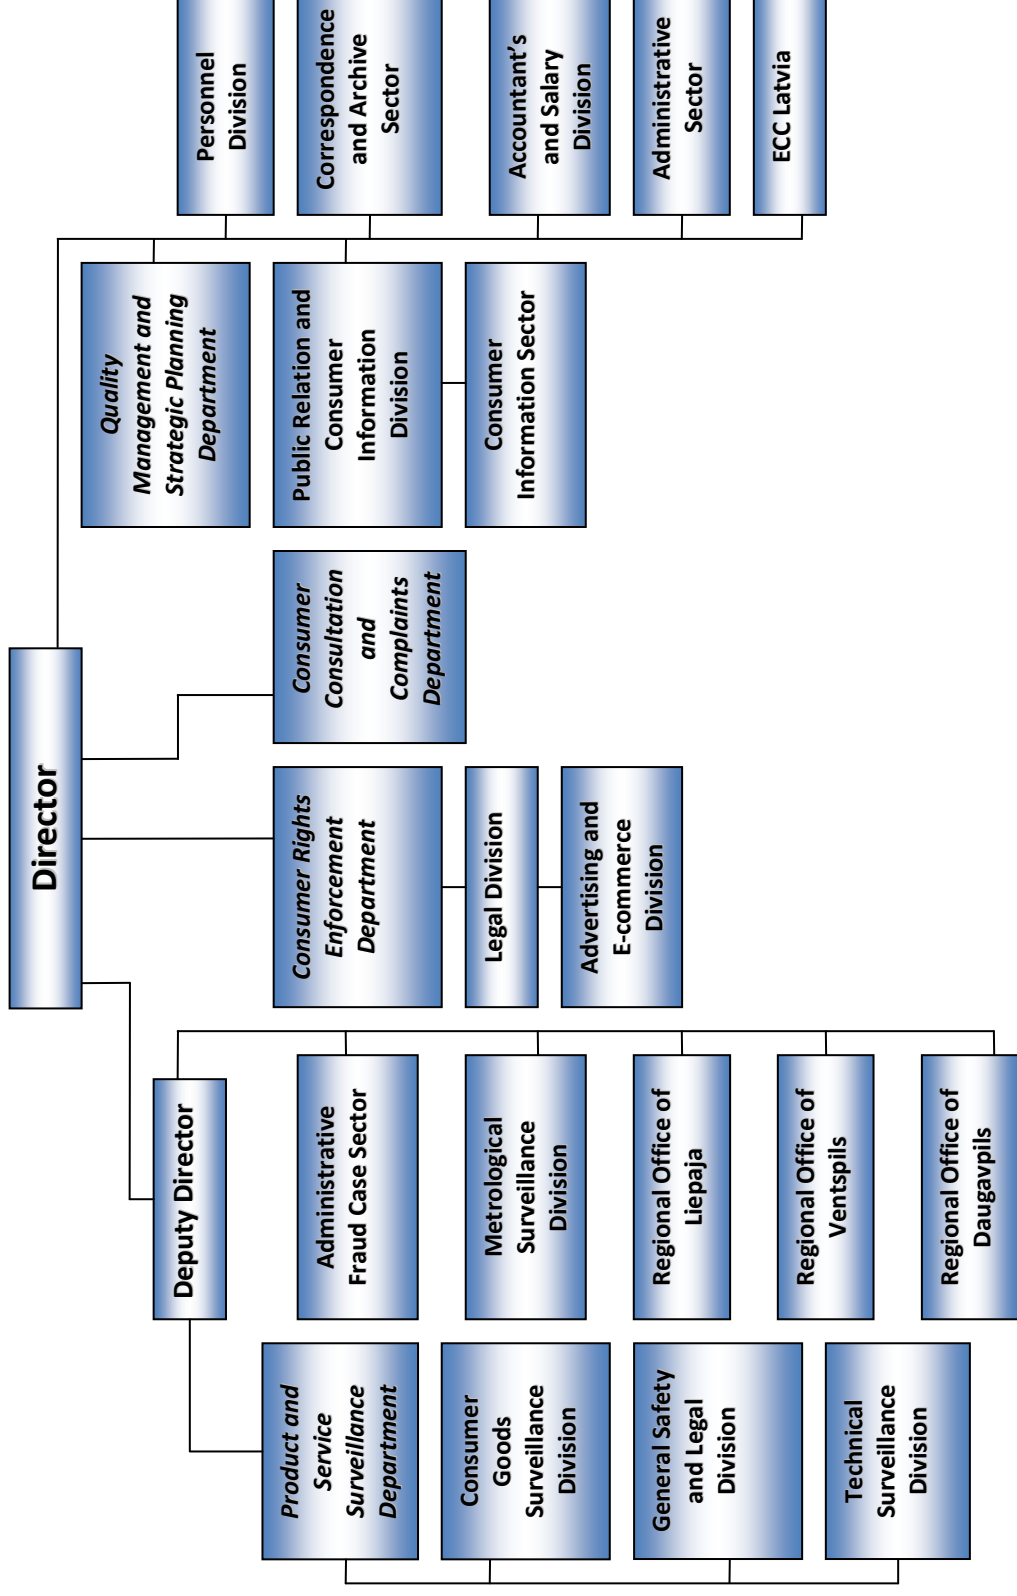 Director
Deputy Director
Product and
Service
Surveillance
Department
Consumer
Goods
Surveillance
Division
General Safety
and Legal
Division
Technical
Surveillance
Division
Administrative
Fraud Case Sector
Metrological
Surveillance
Division
Regional Office of
Liepaja
Regional Office of
Ventspils
Regional Office of
Daugavpils
Consumer Rights
Enforcement
Department
Legal Division
Advertising and
E-commerce
Division
Consumer
Consultation
and
Complaints
Department
Quality
Management and
Strategic Planning
Department
Public Relation and
Consumer
Information
Division
Consumer
Information Sector
Personnel
Division
Correspondence
and Archive
Sector
Accountant’s
and Salary
Division
Administrative
Sector
ECC Latvia